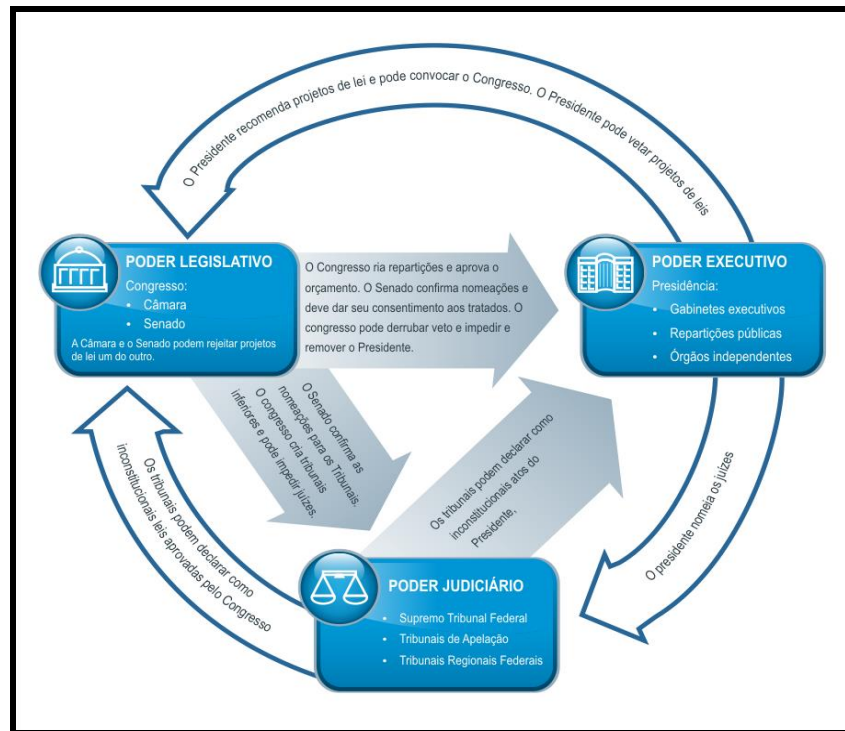 O Presidente recomenda projetos de lei e pode convocar o Congresso. O Presidente pode vetar projetos de leis
PODER LEGISLATIVO
Congresso:
• Câmara
• Senado
A Câmara e o Senado podem rejeitar projetos
de lei um do outro.
O Congresso ria repartições e aprova o
orçamento. O Senado confirma nomeações e
deve dar seu consentimento aos tratados. O
congresso pode derrubar veto e impedir e
remover o Presidente.
PODER EXECUTIVO
Presidência:
• Gabinetes executivos
• Repartições públicas
• Órgãos independentes
O Senado confirma as
nomeações para os Tribunais.
O congresso cria tribunais
inferiores e pode impedir juízes.
Os tribunais podem declarar como
inconstitucionais atos do
Presidente,
Os tribunais podem declarar como
inconstitucionais leis aprovadas pelo Congresso
O presidente nomeia os juízes
PODER JUDICIÁRIO
• Supremo Tribunal Federal
• Tribunais de Apelação
• Tribunais Regionais Federais